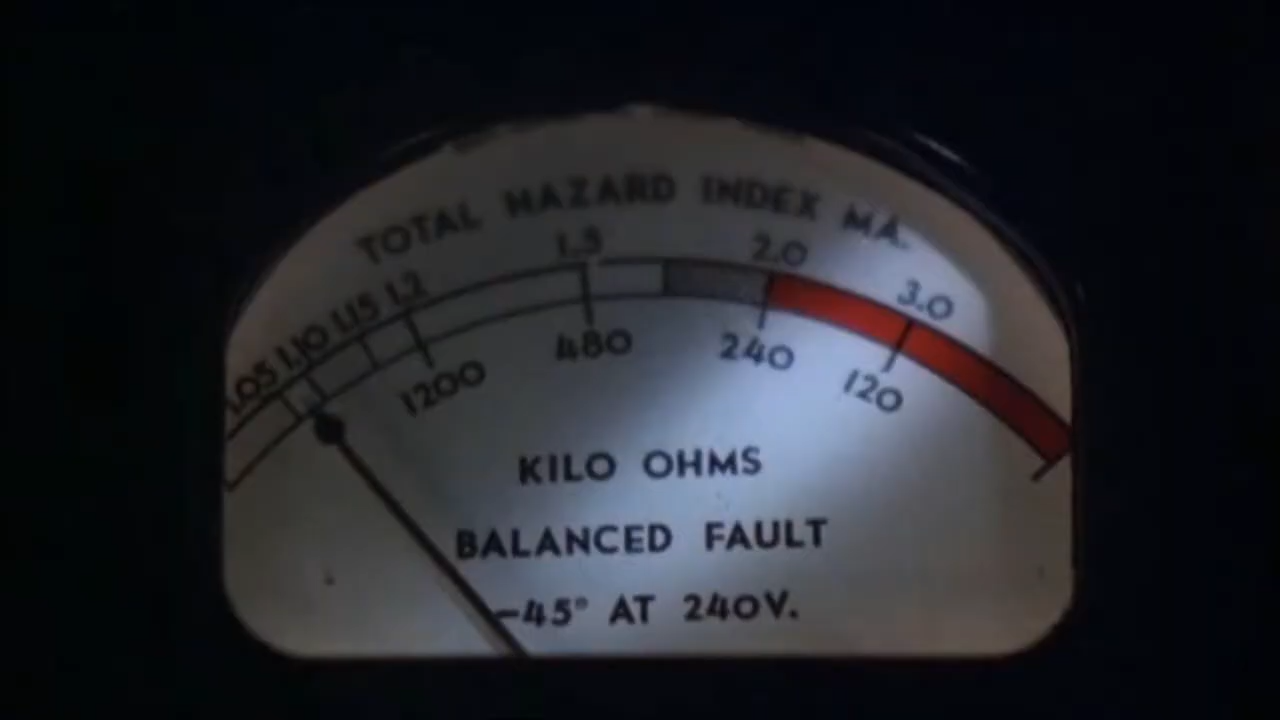 TOTAL HAZARD INDEX MA.
1.05 1.10 1.15 1.2 1.5 2.0 3.0
1200 480 240 120
KILO OHMS
BALANCED FAULT
-45° AT 240V.